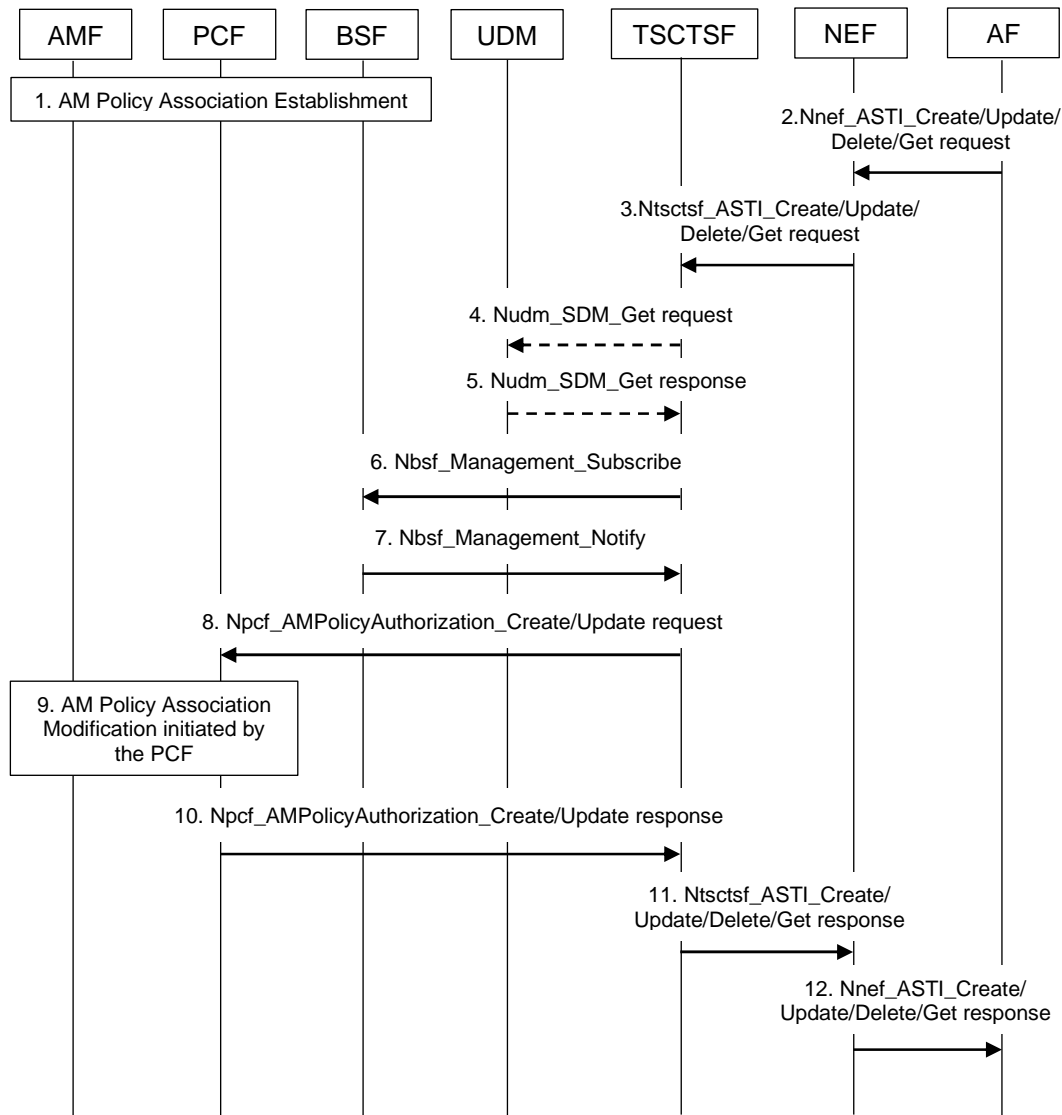 AMF
PCF
BSF
UDM
TSCTSF
NEF
AF
1. AM Policy Association Establishment
2.Nnef_ASTI_Create/Update/
Delete/Get request
3.Ntsctsf_ASTI_Create/Update/
Delete/Get request
4. Nudm_SDM_Get request
5. Nudm_SDM_Get response
6. Nbsf_Management_Subscribe
7. Nbsf_Management_Notify
8. Npcf_AMPolicyAuthorization_Create/Update request
9. AM Policy Association
Modification initiated by
the PCF
10. Npcf_AMPolicyAuthorization_Create/Update response
11. Ntsctsf_ASTI_Create/
Update/Delete/Get response
12. Nnef_ASTI_Create/
Update/Delete/Get response